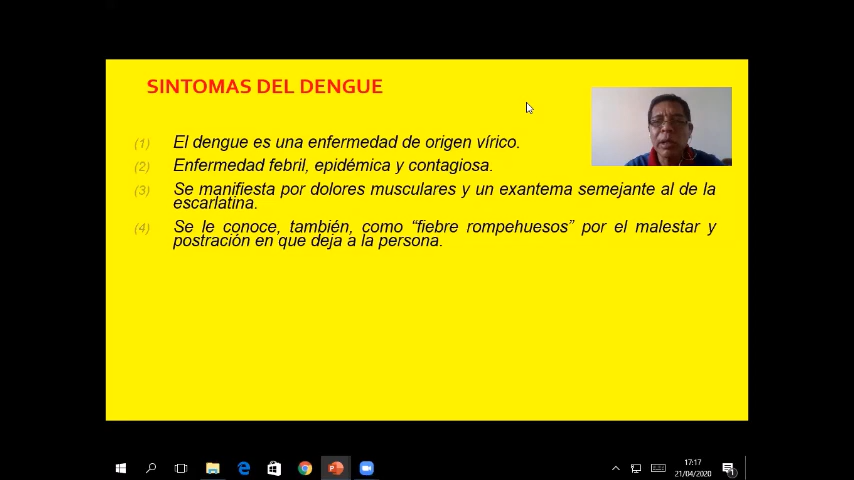 SINTOMAS DEL DENGUE
(1) El dengue es una enfermedad de origen vírico.
(2) Enfermedad febril, epidémica y contagiosa.
(3) Se manifiesta por dolores musculares y un exantema semejante al de la
escarlatina.
(4) Se le conoce, también, como “fiebre rompehuesos” por el malestar y
postración en que deja a la persona.
17:17
21/04/2020